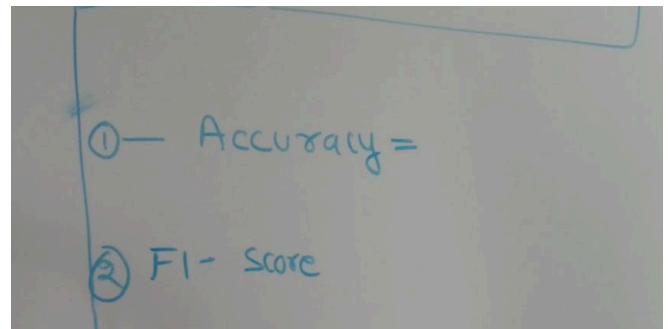 ① — Accuracy =
② F1 - Score